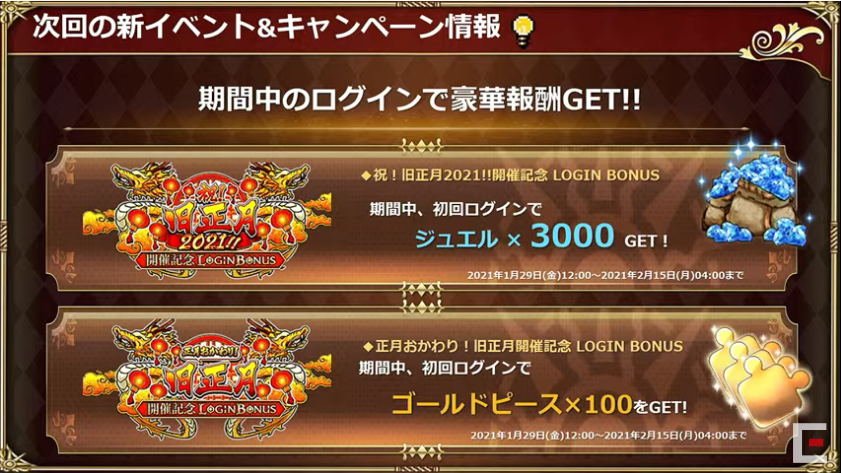 次回の新イベント&キャンペーン情報
期間中のログインで豪華報酬GET!!
祝!!
旧正月
2021!!
開催記念 LOGIN BONUS
◆祝！旧正月2021!!開催記念 LOGIN BONUS
期間中、初回ログインで
ジュエル × 3000 GET！
2021年1月29日(金)12:00～2021年2月15日(月)04:00まで
正月おかわり!
旧正月
開催記念 LOGIN BONUS
◆正月おかわり！旧正月開催記念 LOGIN BONUS
期間中、初回ログインで
ゴールドピース×100をGET!
2021年1月29日(金)12:00～2021年2月15日(月)04:00まで